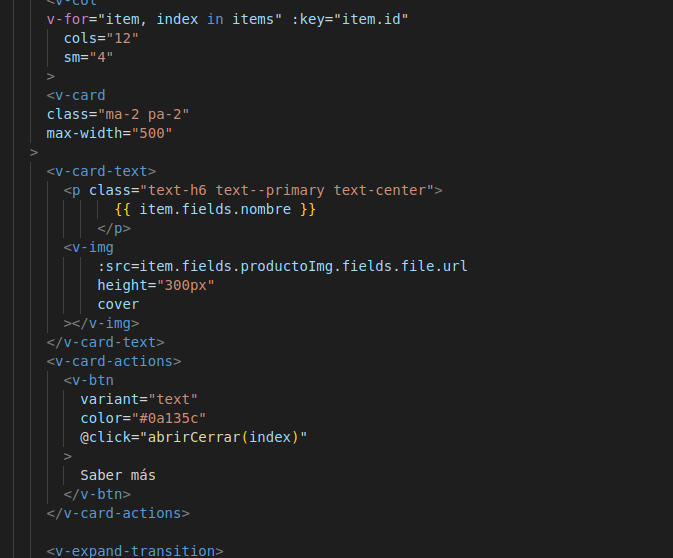 <v-col
v-for="item, index in items" :key="item.id"
cols="12"
sm="4"
>
<v-card
class="ma-2 pa-2"
max-width="500"
>
<v-card-text>
<p class="text-h6 text--primary text-center">
{{ item.fields.nombre }}
</p>
<v-img
:src=item.fields.productoImg.fields.file.url
height="300px"
cover
></v-img>
</v-card-text>
<v-card-actions>
<v-btn
variant="text"
color="#0a135c"
@click="abrirCerrar(index)"
>
Saber más
</v-btn>
</v-card-actions>
<v-expand-transition>